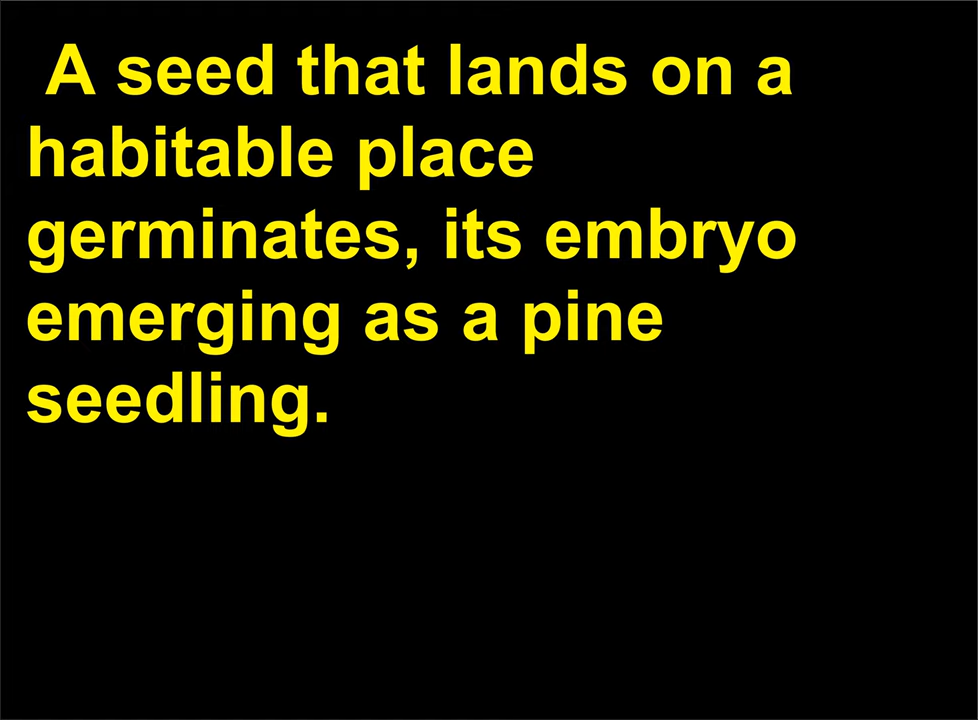 A seed that lands on a
habitable place
germinates, its embryo
emerging as a pine
seedling.